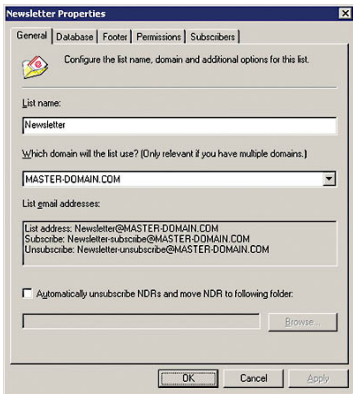 Newsletter Properties
General Database Footer Permissions Subscribers
Configure the list name, domain and additional options for this list.
List name:
Newsletter
Which domain will the list use? (Only relevant if you have multiple domains.)
MASTER-DOMAIN.COM
List email addresses:
List address: Newsletter@MASTER-DOMAIN.COM
Subscribe: Newsletter-subscribe@MASTER-DOMAIN.COM
Unsubscribe: Newsletter-unsubscribe@MASTER-DOMAIN.COM
Automatically unsubscribe NDRs and move NDR to following folder:
Browse...
OK Cancel Apply